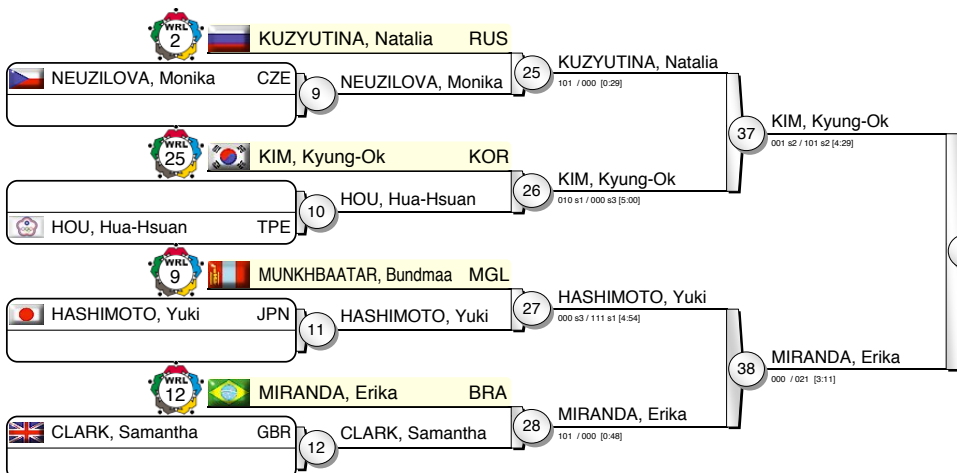 WRL 2 KUZYUTINA, Natalia RUS
KUZYUTINA, Natalia
NEUZILOVA, Monika CZE
9
NEUZILOVA, Monika
25
101 / 000 [0:29]
37
KIM, Kyung-Ok
001 s2 / 101 s2 [4:29]
WRL 25 KIM, Kyung-Ok KOR
KIM, Kyung-Ok
10
HOU, Hua-Hsuan
26
010 s1 / 000 s3 [5:00]
HOU, Hua-Hsuan TPE
WRL 9 MUNKHBAATAR, Bundmaa MGL
HASHIMOTO, Yuki
HASHIMOTO, Yuki JPN
11
HASHIMOTO, Yuki
27
000 s3 / 111 s1 [4:54]
38
MIRANDA, Erika
000 / 021 [3:11]
WRL 12 MIRANDA, Erika BRA
MIRANDA, Erika
CLARK, Samantha GBR
12
CLARK, Samantha
28
101 / 000 [0:48]